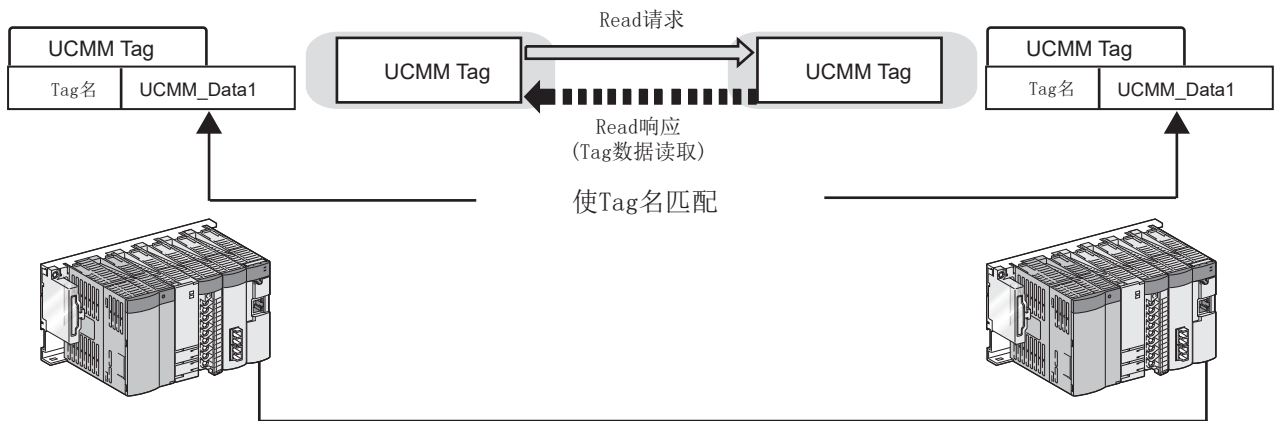 Read请求
UCMM Tag
Tag名 UCMM_Data1
UCMM Tag
UCMM Tag
UCMM Tag
Tag名 UCMM_Data1
Read响应
(Tag数据读取)
使Tag名匹配